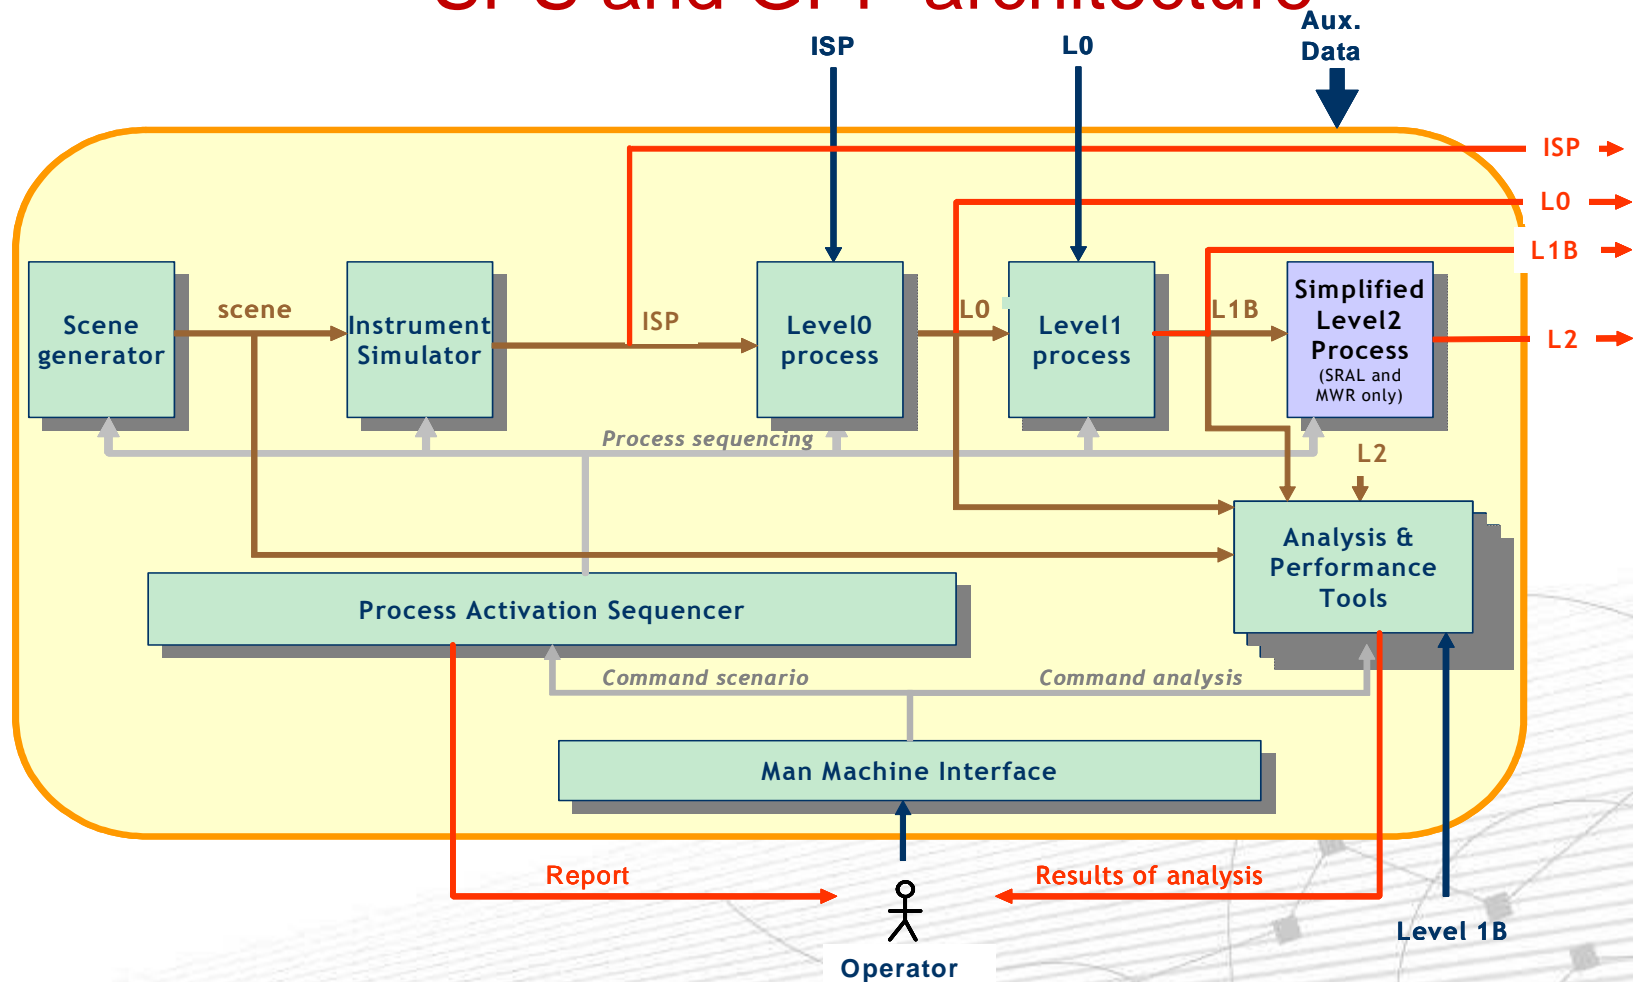 architecture
Aux.
Data
ISP
L0
ISP
L0
L1B
L2
Scene
generator
scene
Instrument
Simulator
ISP
Level0
process
L0
Level1
process
L1B
Simplified
Level2
Process
(SRAL and
MWR only)
Process sequencing
L2
Analysis &
Performance
Tools
Process Activation Sequencer
Command scenario
Command analysis
Man Machine Interface
Report
Results of analysis
Level 1B
Operator